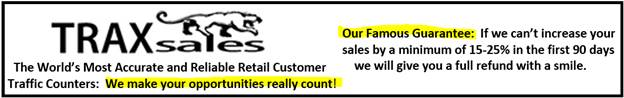 TRAXsales
The World's Most Accurate and Reliable Retail Customer
Traffic Counters: We make your opportunities really count!
Our Famous Guarantee: If we can't increase your
sales by a minimum of 15-25% in the first 90 days
we will give you a full refund with a smile.